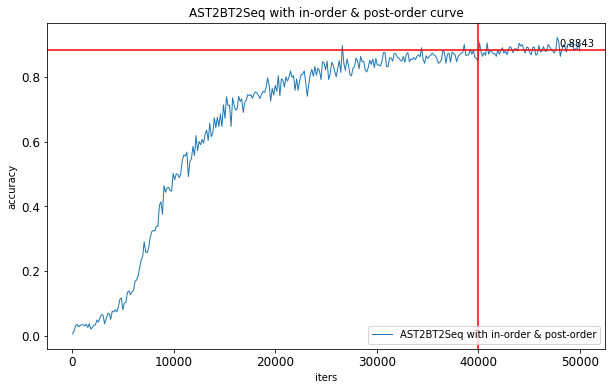 AST2BT2Seq with in-order & post-order curve
0.8843
accuracy
0.8
0.6
0.4
0.2
0.0
AST2BT2Seq with in-order & post-order
0 10000 20000 30000 40000 50000
iters